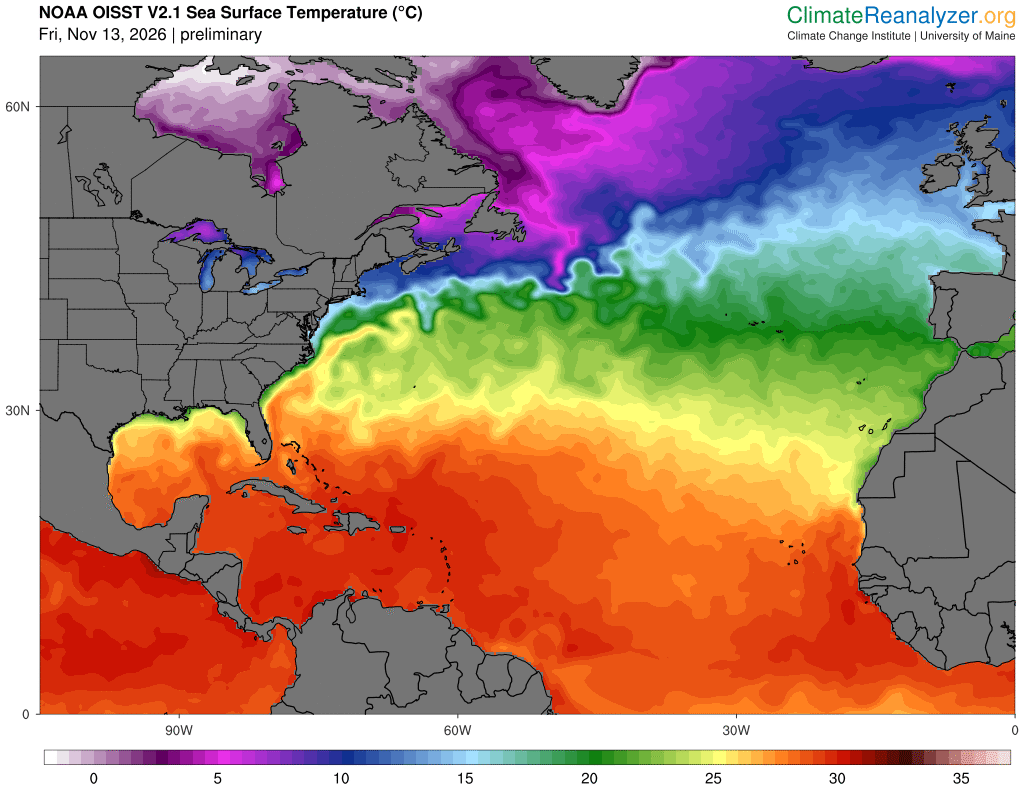 NOAA OISST V2.1 Sea Surface Temperature (°C)
Fri, Nov 13, 2026 | preliminary
ClimateReanalyzer.org
Climate Change Institute | University of Maine
60N
30N
0
90W 60W 30W 0
0 5 10 15 20 25 30 35